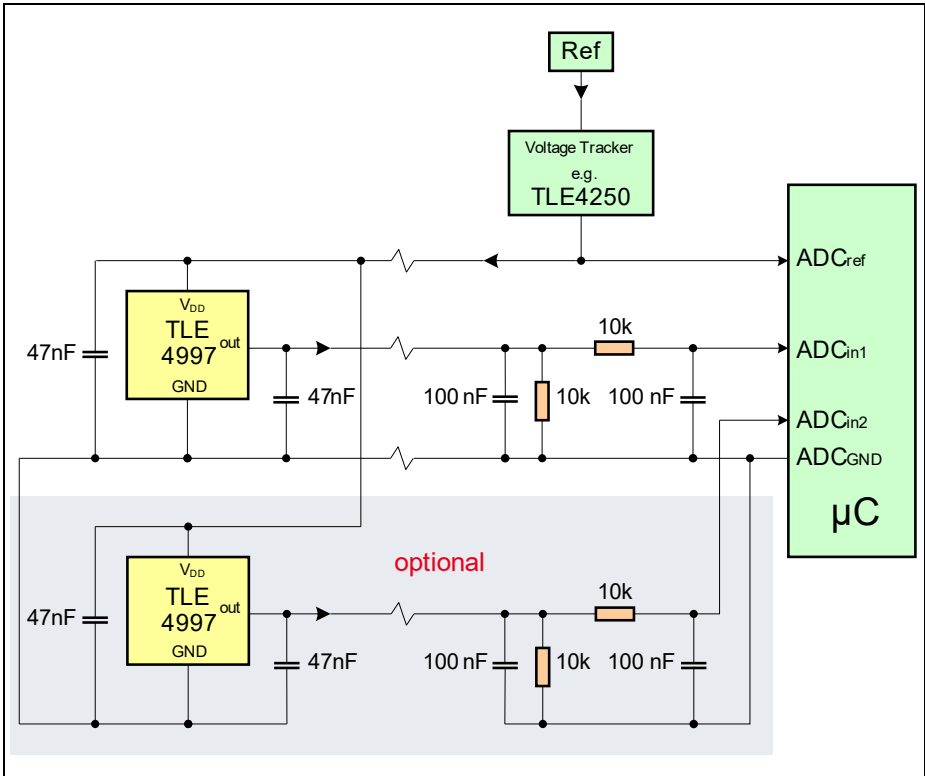 Ref
Voltage Tracker
e.g.
TLE4250
ADCref
VDD
TLE
4997
out
GND
47nF
47nF
10k
100 nF
10k
100 nF
ADCin1
ADCin2
ADCGND
µC
optional
VDD
TLE
4997
out
GND
47nF
47nF
10k
100 nF
10k
100 nF